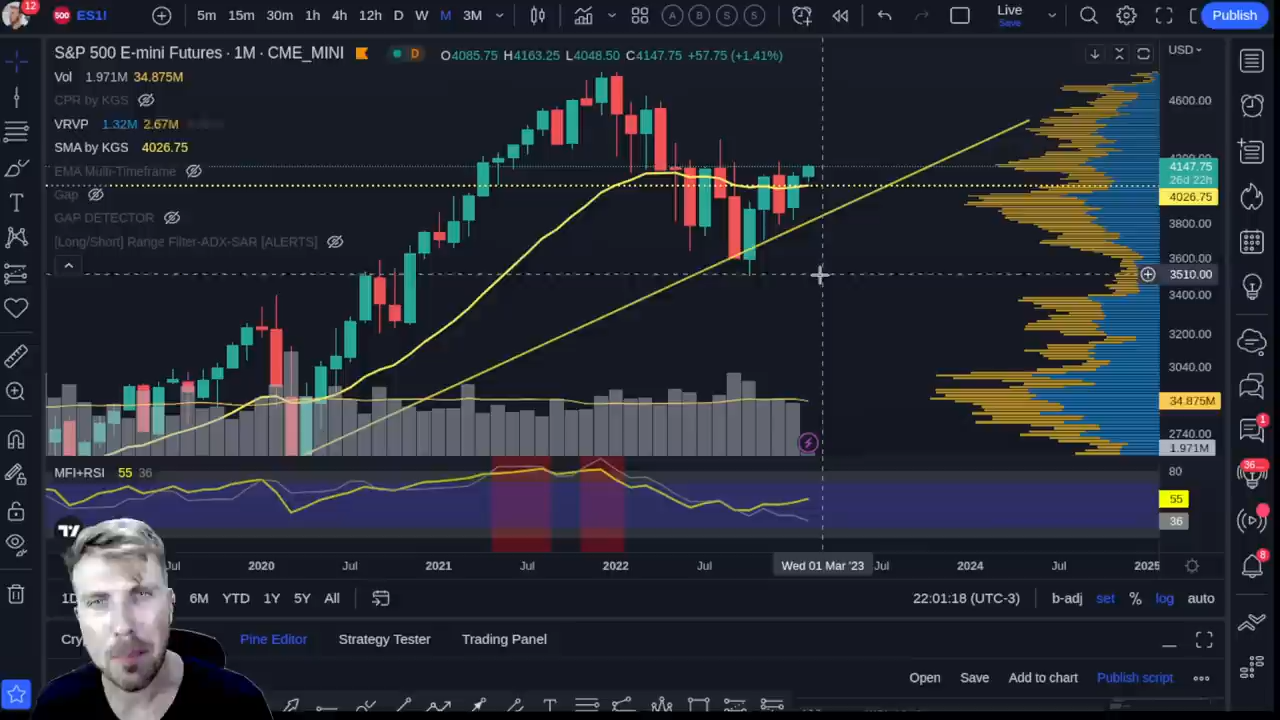 12 500 ES1! 5m 15m 30m 1h 4h 12h D W M 3M A B S S Live Save Publish
S&P 500 E-mini Futures · 1M · CME_MINI D O4085.75 H4163.25 L4048.50 C4147.75 +57.75 (+1.41%) USD
Vol 1.971M 34.875M
CPR by KGS
4600.00
VRVP 1.32M 2.67M
SMA by KGS 4026.75
4147.75
EMA Multi-Timeframe
26d 22h
Gap
4026.75
GAP DETECTOR
3800.00
[Long/Short] Range Filter-ADX-SAR [ALERTS]
3600.00
3510.00
3400.00
3200.00
3040.00
34.875M
1
2740.00
1.971M
MFI+RSI 55 36
80
36...
55
36
Jul 2020 Jul 2021 Jul 2022 Jul Wed 01 Mar '23 Jul 2024 Jul 2025
8
1D 6M YTD 1Y 5Y All 22:01:18 (UTC-3) b-adj set % log auto
Pine Editor Strategy Tester Trading Panel
Open Save Add to chart Publish script